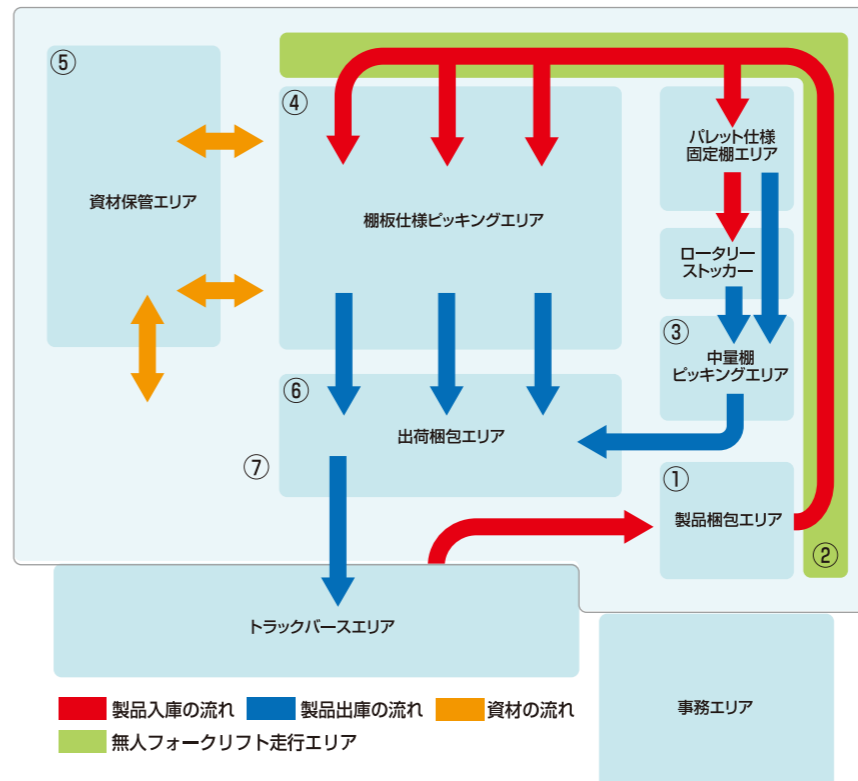 ⑤
資材保管エリア
④
棚板仕様ピッキングエリア
パレット仕様
固定棚エリア
ロータリー
ストッカー
③
中量棚
ピッキングエリア
⑥
出荷梱包エリア
⑦
①
製品梱包エリア
②
トラックバースエリア
事務エリア
製品入庫の流れ 製品出庫の流れ 資材の流れ
無人フォークリフト走行エリア